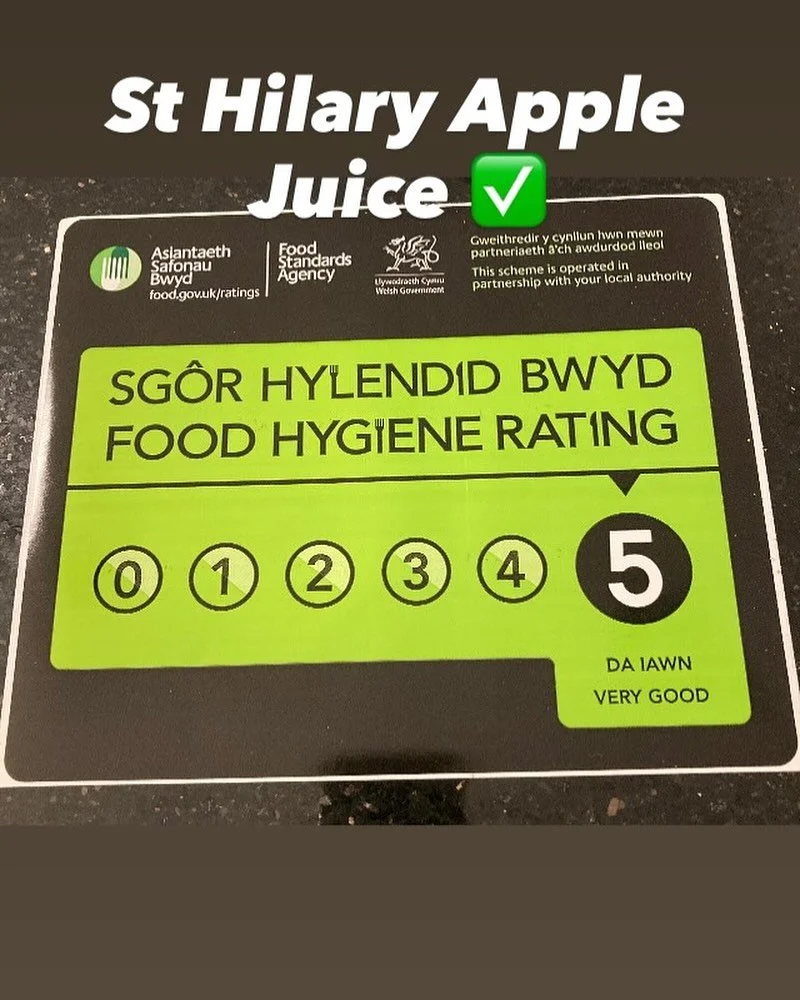 St Hilary Apple
Juice ✅
Asiantaeth
Safonau
Bwyd
food.gov.uk/ratings
Food
Standards
Agency
Llywodraeth Cymru
Welsh Government
Gweithredir y cynllun hwn mewn
partneriaeth â'ch awdurdod lleol
This scheme is operated in
partnership with your local authority
SGÔR HYLENDID BWYD
FOOD HYGIENE RATING
0 1 2 3 4 5
DA IAWN
VERY GOOD